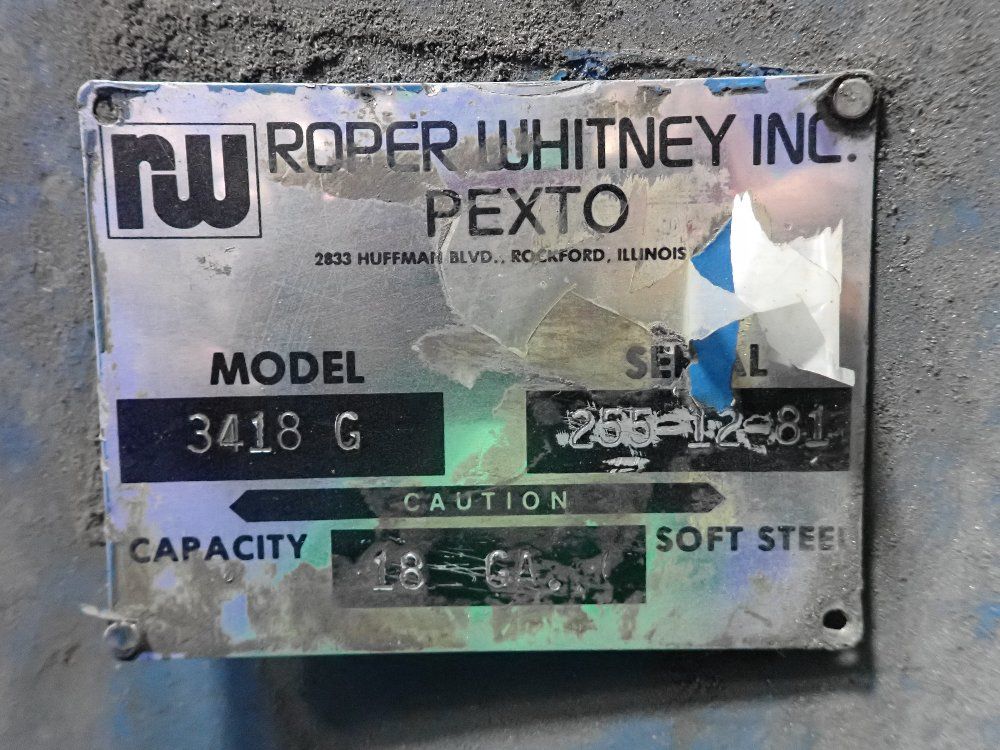 rw ROPER WHITNEY INC.
PEXTO
2833 HUFFMAN BLVD., ROCKFORD, ILLINOIS
MODEL SERIAL
3418 G 255-12-81
CAUTION
CAPACITY 18 GA. SOFT STEEL